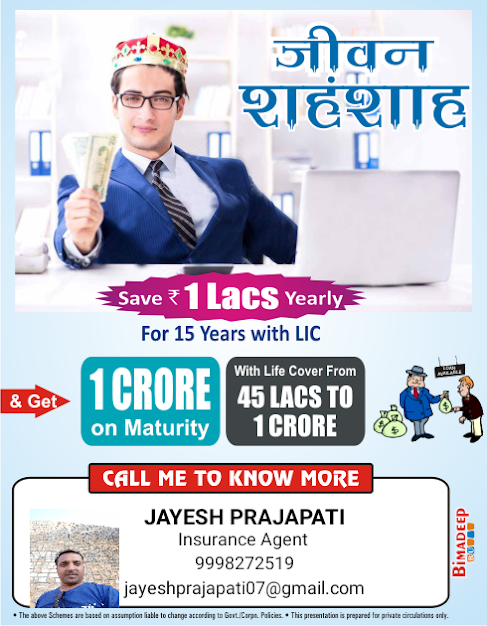 जीवन
शहंशाह
Save ₹ 1 Lacs Yearly
For 15 Years with LIC
& Get
1 CRORE
on Maturity
With Life Cover From
45 LACS TO
1 CRORE
LOAN
AVAILABLE
CALL ME TO KNOW MORE
JAYESH PRAJAPATI
Insurance Agent
9998272519
jayeshprajapati07@gmail.com
BIMADEEP
• The above Schemes are based on assumption liable to change according to Govt./Corpn. Policies. • This presentation is prepared for private circulations only.